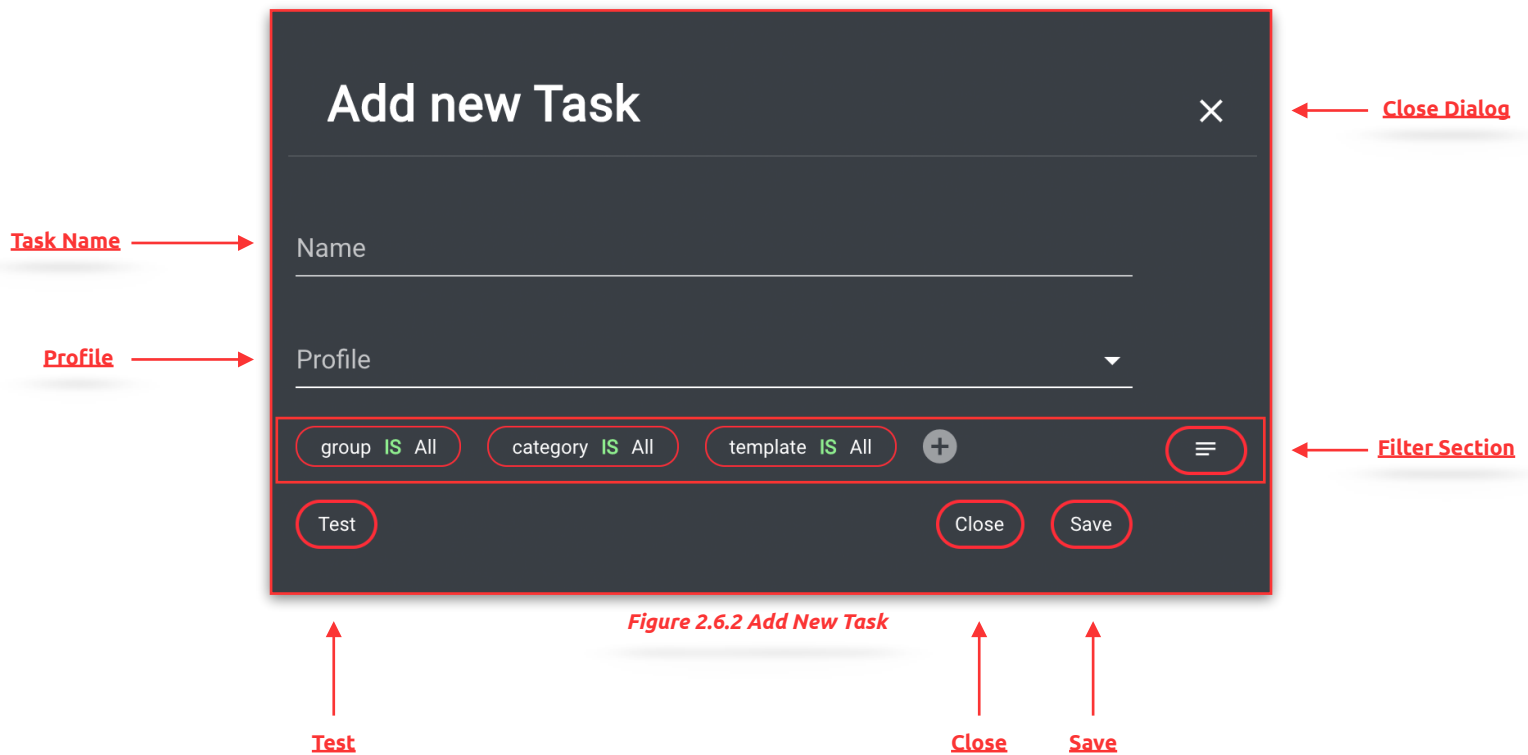 Add new Task
Close Dialog
Task Name
Name
Profile
Profile
group IS All
category IS All
template IS All
Filter Section
Test
Close
Save
Figure 2.6.2 Add New Task
Test
Close
Save